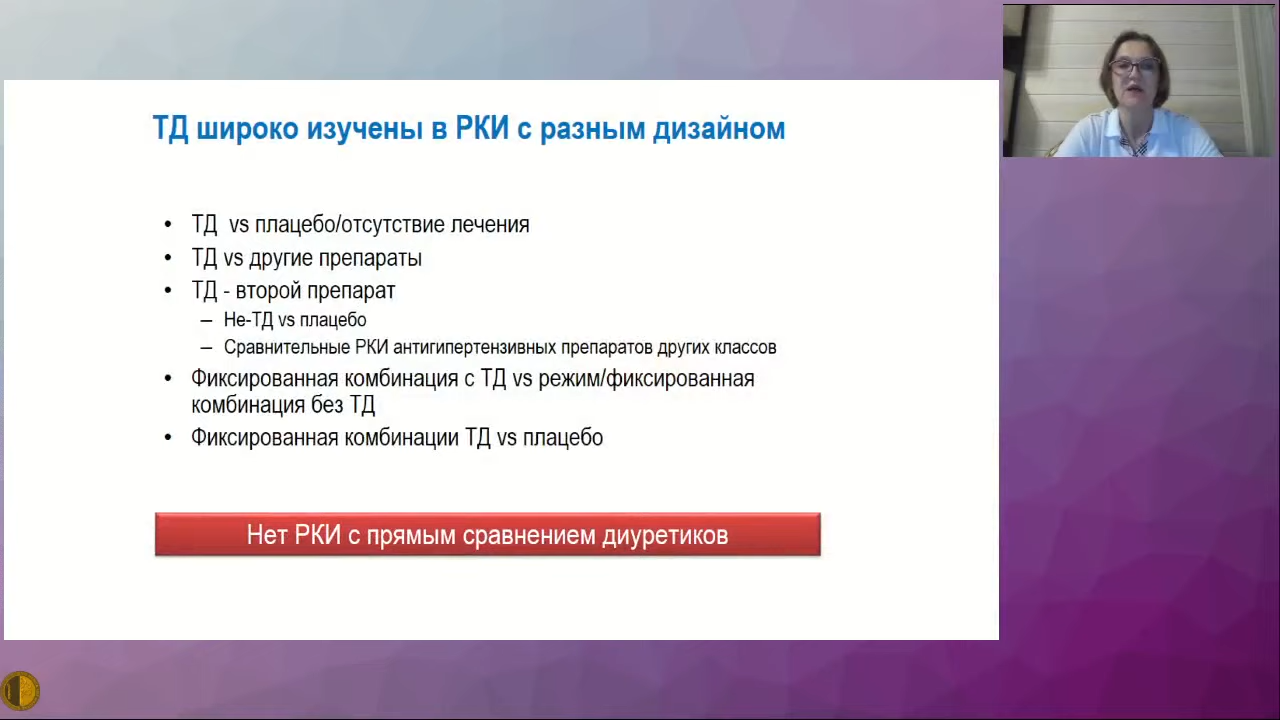 ТД широко изучены в РКИ с разным дизайном
• ТД vs плацебо/отсутствие лечения
• ТД vs другие препараты
• ТД - второй препарат
– Не-ТД vs плацебо
– Сравнительные РКИ антигипертензивных препаратов других классов
• Фиксированная комбинация с ТД vs режим/фиксированная
комбинация без ТД
• Фиксированная комбинации ТД vs плацебо
Нет РКИ с прямым сравнением диуретиков